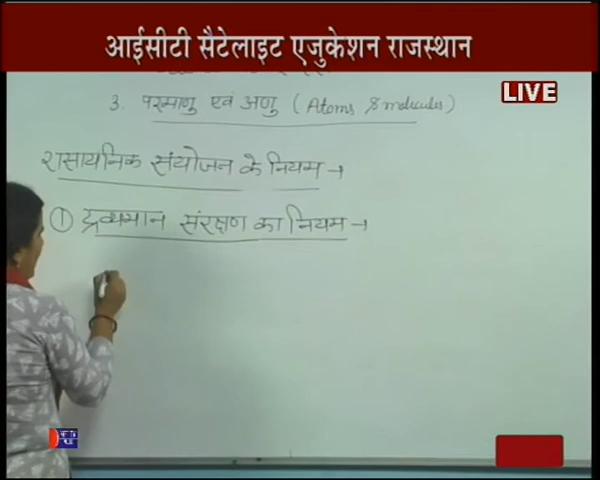 आईसीटी सैटेलाइट एजुकेशन राजस्थान
LIVE
3. परमाणु एवं अणु (Atoms & molecules)
रासायनिक संयोजन के नियम →
① द्रव्यमान संरक्षण का नियम →